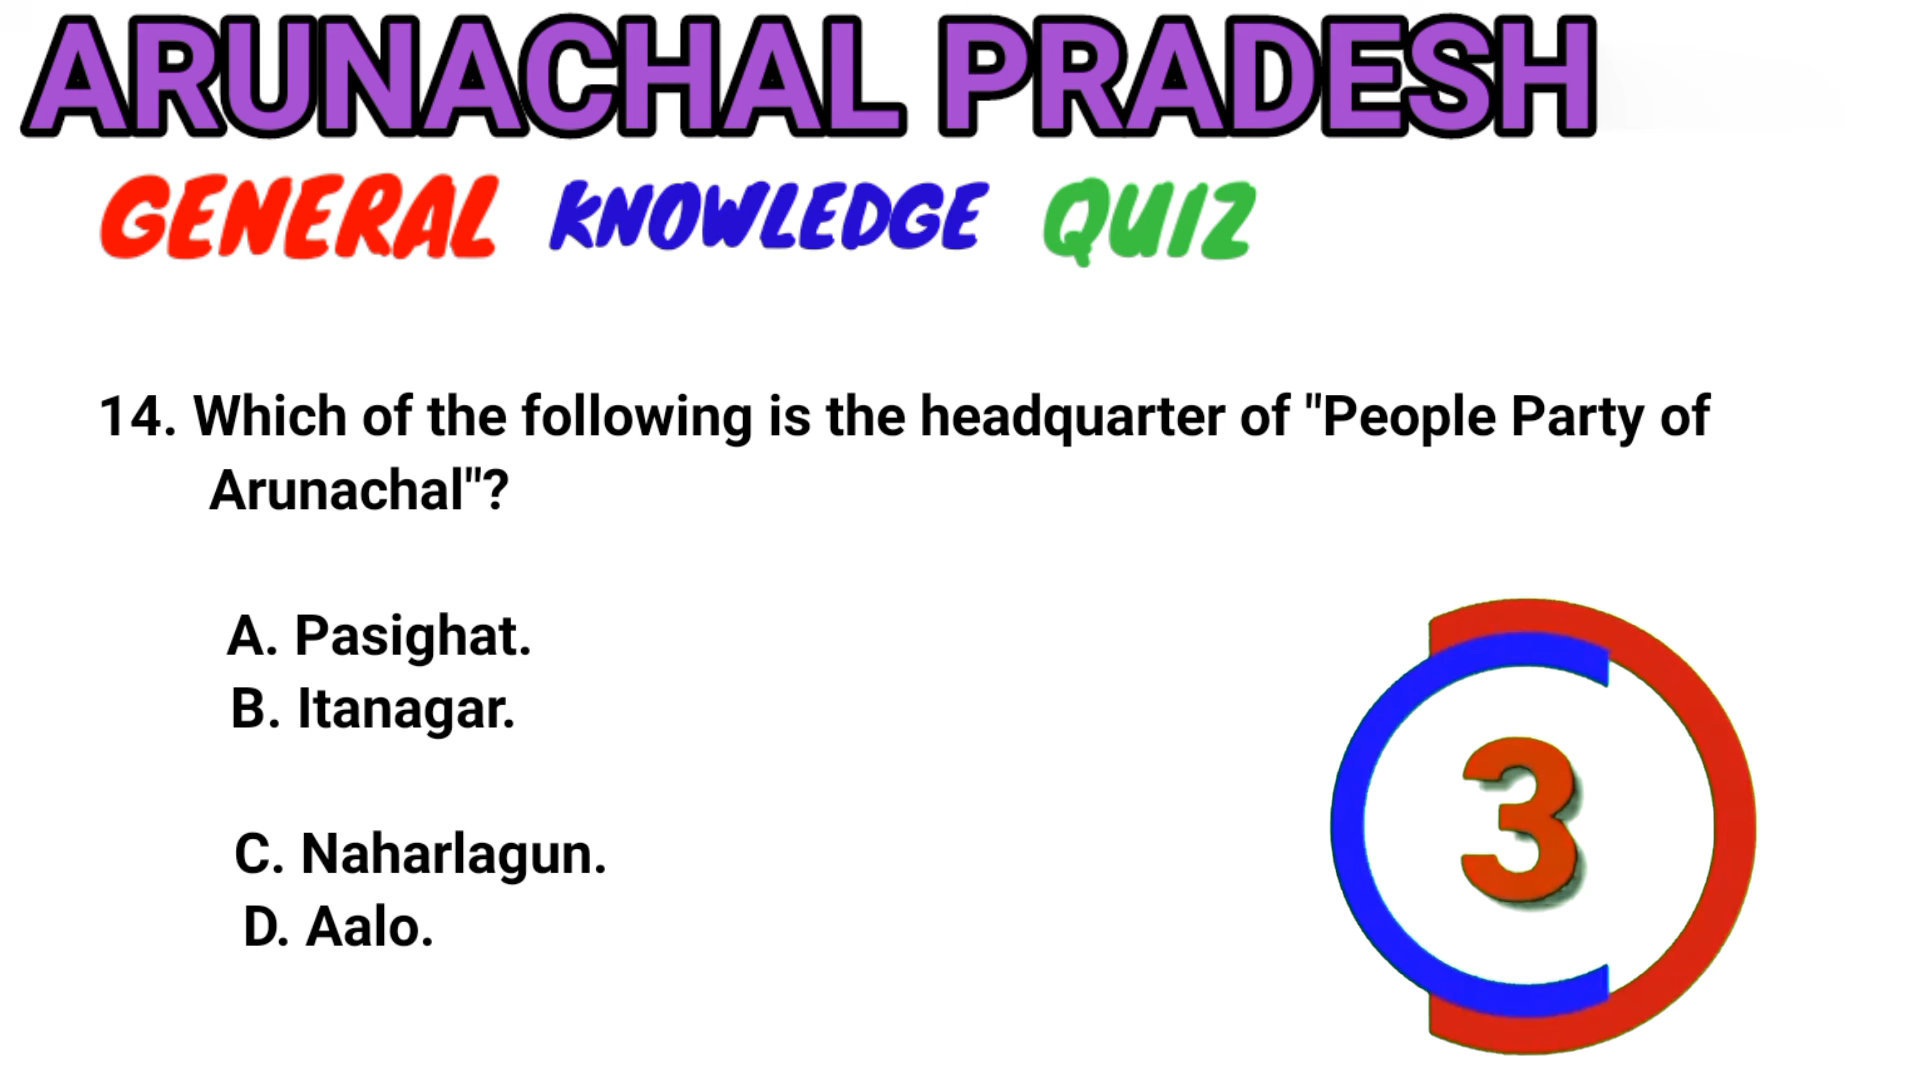 ARUNACHAL PRADESH
GENERAL KNOWLEDGE QUIZ
14. Which of the following is the headquarter of "People Party of
Arunachal"?
A. Pasighat.
B. Itanagar.
C. Naharlagun.
D. Aalo.
3